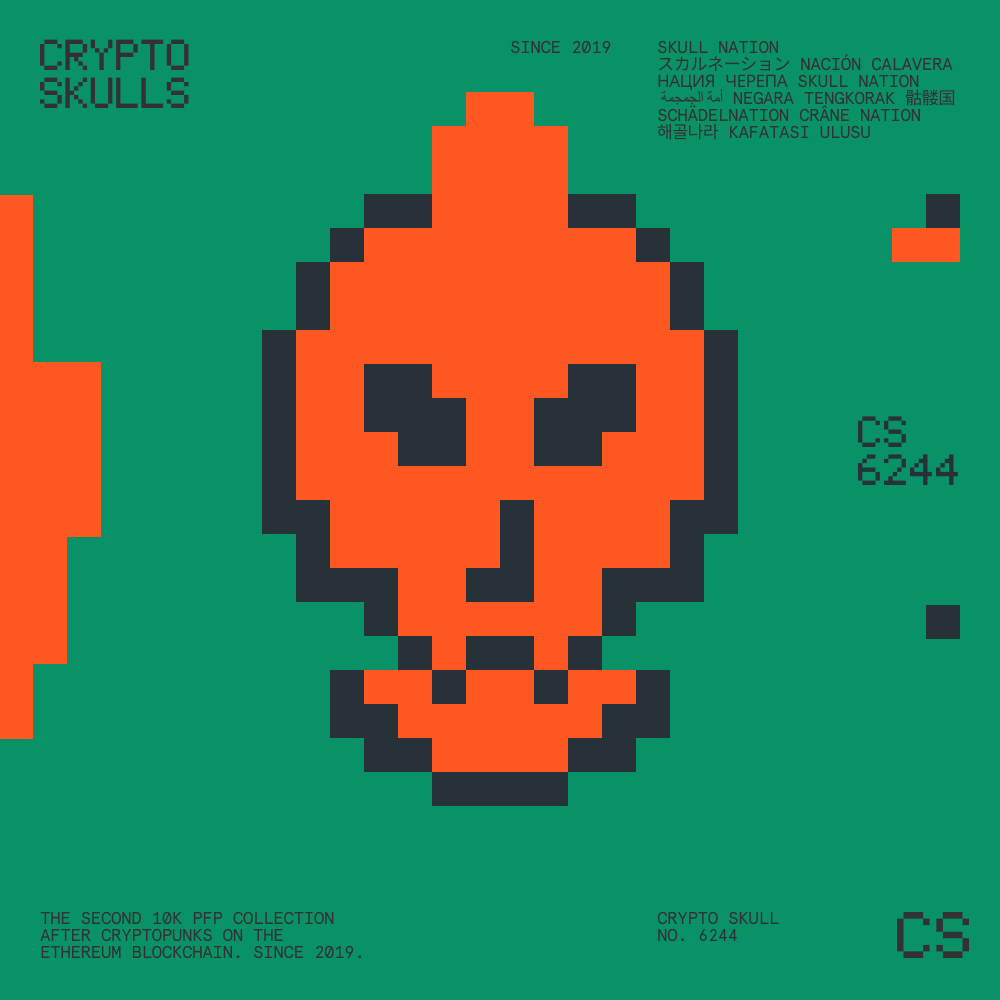 CRYPTO
SKULLS
SINCE 2019
SKULL NATION
スカルネーション NACIÓN CALAVERA
НАЦИЯ ЧЕРЕПА SKULL NATION
أمة الجمجمة NEGARA TENGKORAK 骷髅国
SCHÄDELNATION CRÂNE NATION
해골나라 KAFATASI ULUSU
CS
6244
THE SECOND 10K PFP COLLECTION
AFTER CRYPTOPUNKS ON THE
ETHEREUM BLOCKCHAIN. SINCE 2019.
CRYPTO SKULL
NO. 6244
CS